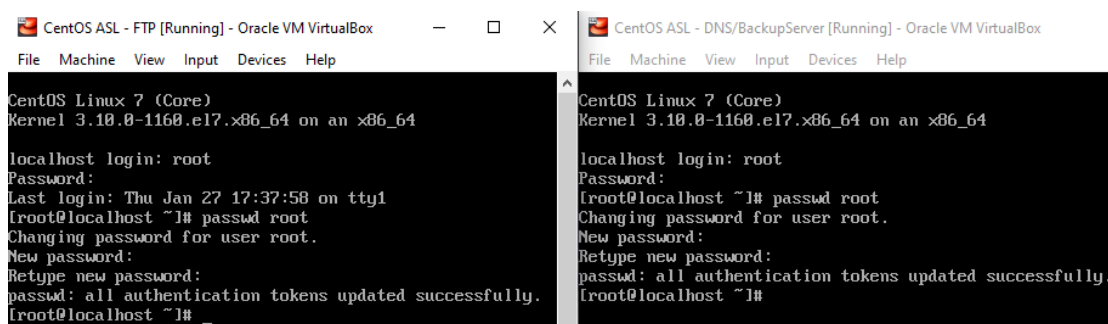 CentOS ASL - FTP [Running] - Oracle VM VirtualBox
File Machine View Input Devices Help
CentOS Linux 7 (Core)
Kernel 3.10.0-1160.el7.x86_64 on an x86_64
localhost login: root
Password:
Last login: Thu Jan 27 17:37:58 on tty1
[root@localhost ~]# passwd root
Changing password for user root.
New password:
Retype new password:
passwd: all authentication tokens updated successfully.
[root@localhost ~]# _
CentOS ASL - DNS/BackupServer [Running] - Oracle VM VirtualBox
File Machine View Input Devices Help
CentOS Linux 7 (Core)
Kernel 3.10.0-1160.el7.x86_64 on an x86_64
localhost login: root
Password:
[root@localhost ~]# passwd root
Changing password for user root.
New password:
Retype new password:
passwd: all authentication tokens updated successfully.
[root@localhost ~]#